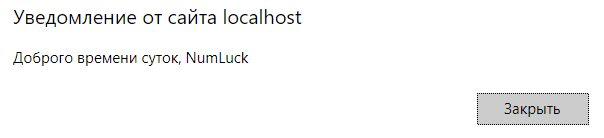 Уведомление от сайта localhost
Доброго времени суток, NumLuck
Закрыть